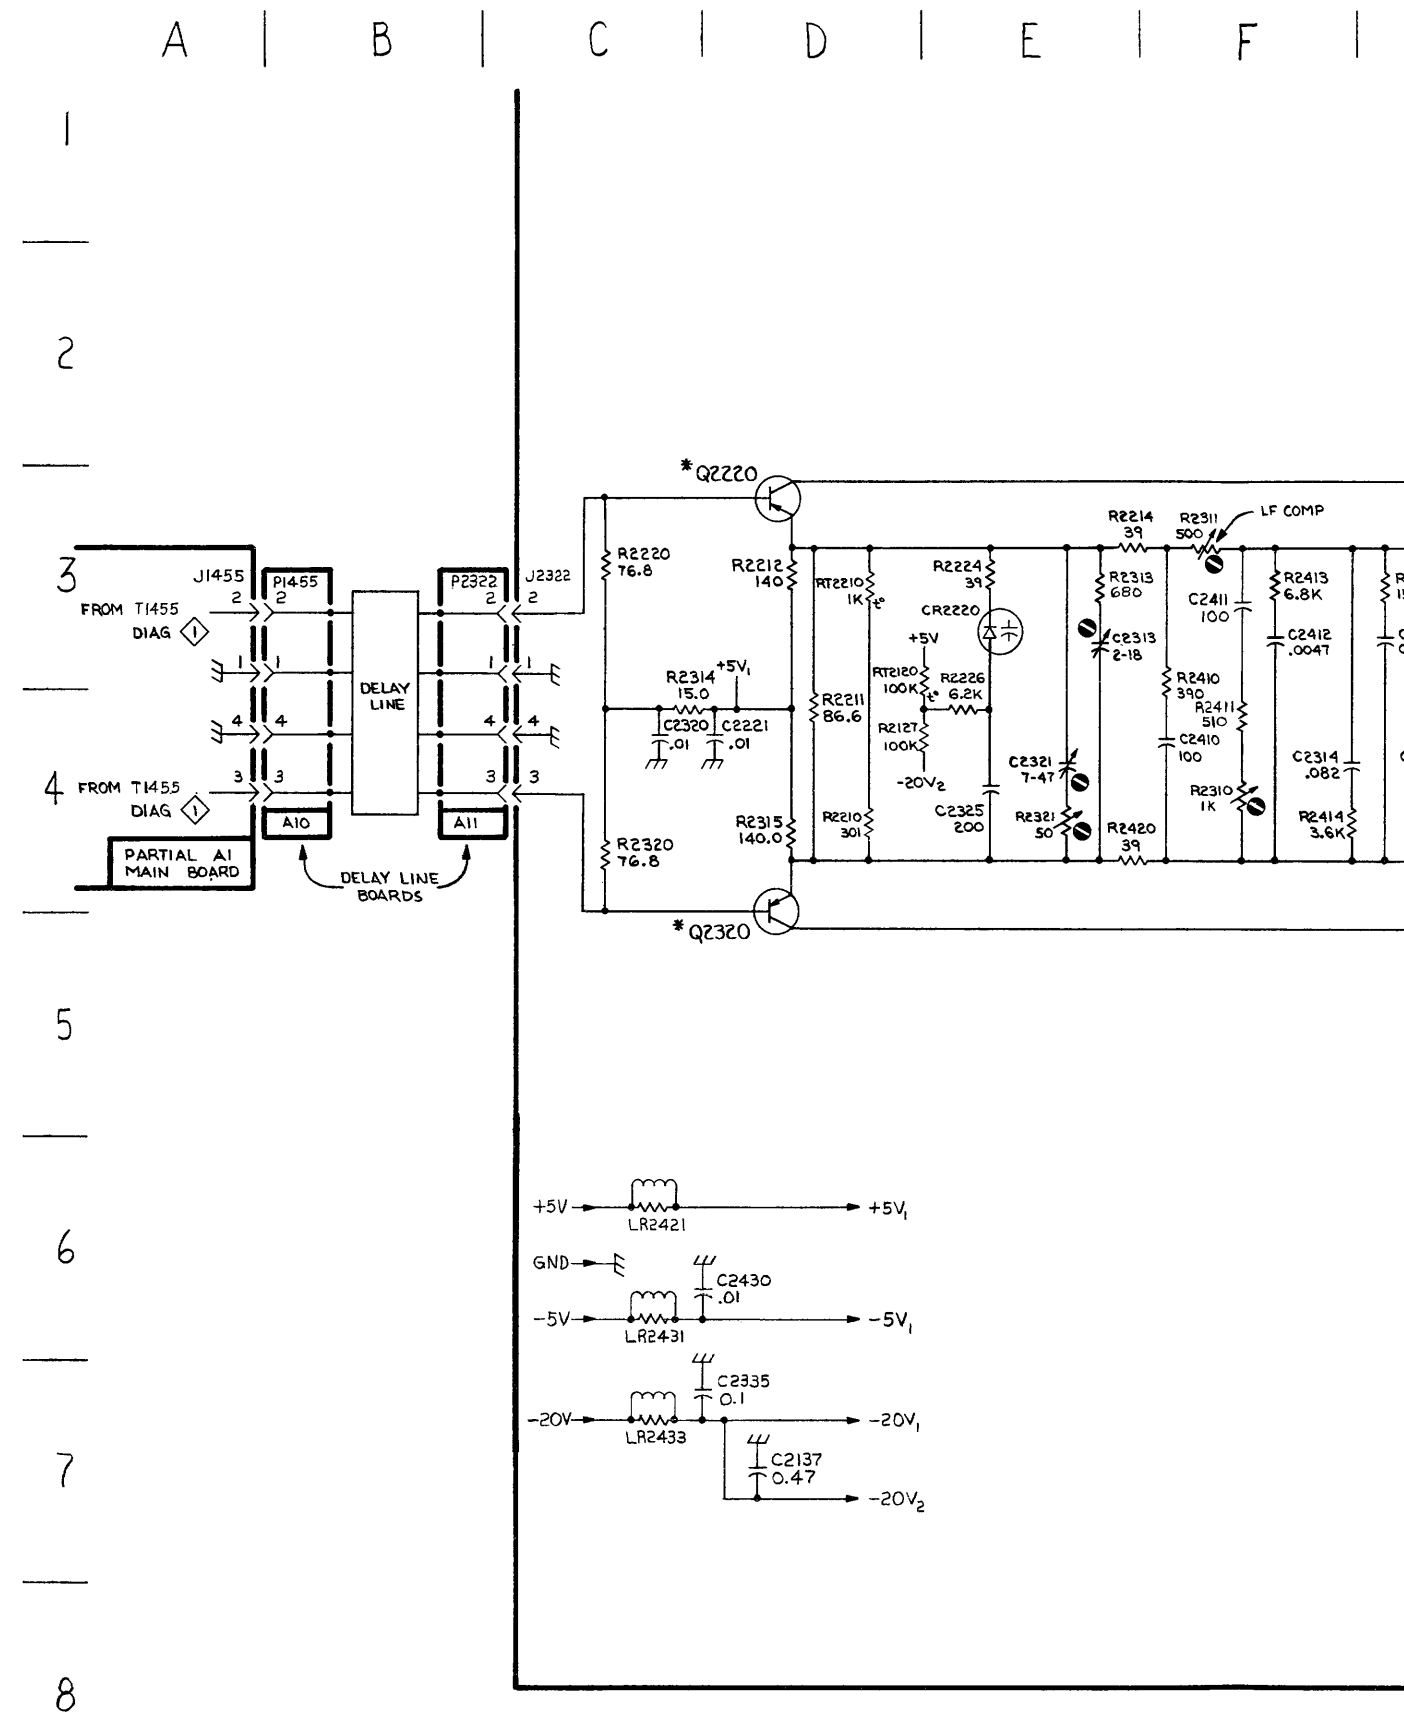 A B C D E F
1
2
3
4
5
6
7
8
*Q2220
R2220
76.8
R2212
140
RT2210
1K t°
R2224
39
CR2220
+5V
RT2120
100K t°
R2226
6.2K
R2127
100K
-20V2
C2325
200
R2214
39
R2311
500
LF COMP
R2313
680
C2313
2-18
C2411
100
R2413
6.8K
C2412
.0047
R2410
390
R2411
510
C2410
100
C2321
7-47
R2321
50
R2420
39
R2310
1K
C2314
.082
R2414
3.6K
J1455
P1455
P2322
J2322
2 2 2 2
FROM T1455
DIAG 1
1 1 1 1
DELAY
LINE
4 4 4 4
3 3 3 3
FROM T1455
DIAG 1
A10
A11
PARTIAL A1
MAIN BOARD
DELAY LINE
BOARDS
R2314
15.0
+5V1
C2320
.01
C2221
.01
R2211
86.6
R2320
76.8
R2315
140.0
R2210
301
*Q2320
+5V
LR2421
+5V1
GND
C2430
.01
-5V
LR2431
-5V1
C2335
0.1
-20V
LR2433
-20V1
C2137
0.47
-20V2